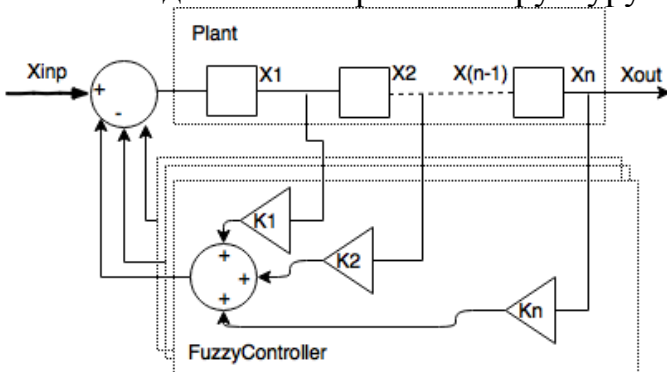 Plant
Xinp
X1
X2
X(n-1)
Xn
Xout
+
-
K1
K2
Kn
+
+
+
FuzzyController